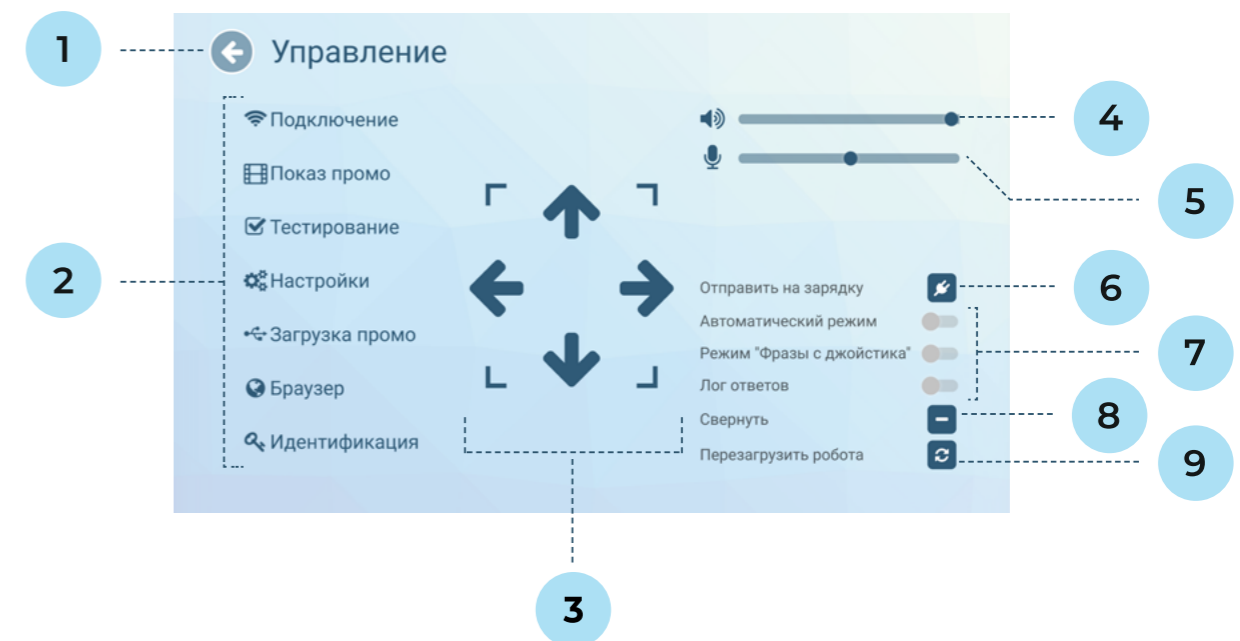 1
Управление
Подключение
Показ промо
Тестирование
2
Настройки
Загрузка промо
Браузер
Идентификация
3
4
5
Отправить на зарядку
6
Автоматический режим
Режим "Фразы с джойстика"
7
Лог ответов
Свернуть
8
Перезагрузить робота
9